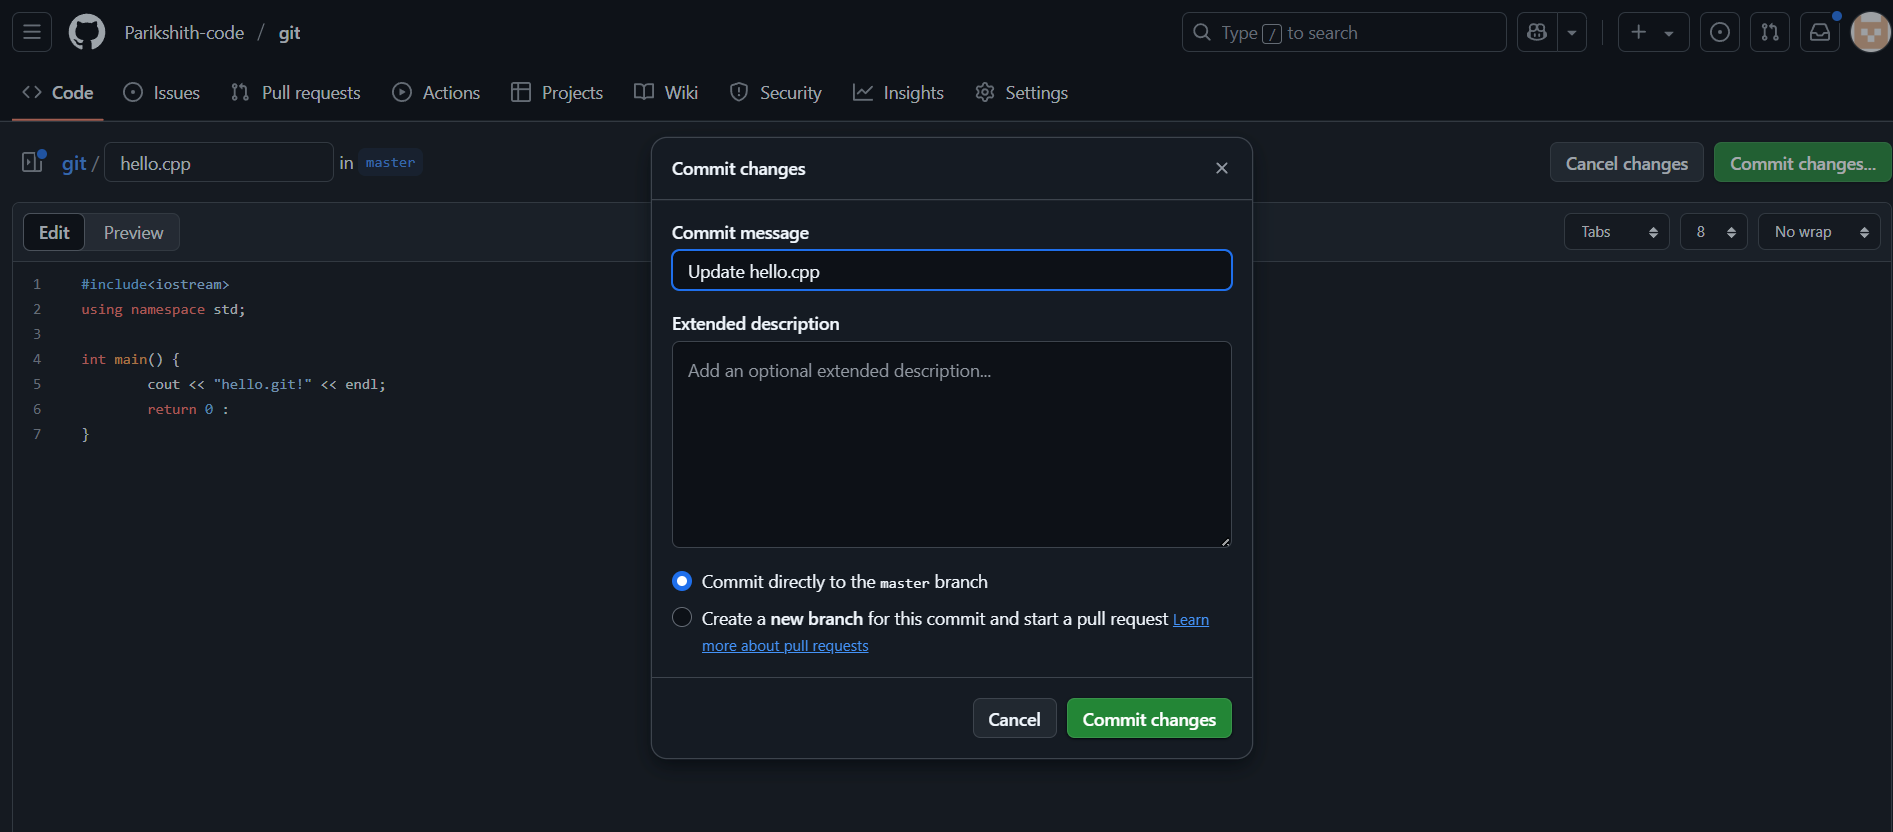 Parikshith-code / git
Type / to search
Code Issues Pull requests Actions Projects Wiki Security Insights Settings
git / hello.cpp in master
Cancel changes Commit changes...
Edit Preview
Tabs 8 No wrap
1 #include<iostream>
2 using namespace std;
3
4 int main() {
5 cout << "hello.git!" << endl;
6 return 0 :
7 }
Commit changes
Commit message
Update hello.cpp
Extended description
Add an optional extended description...
Commit directly to the master branch
Create a new branch for this commit and start a pull request Learn
more about pull requests
Cancel Commit changes